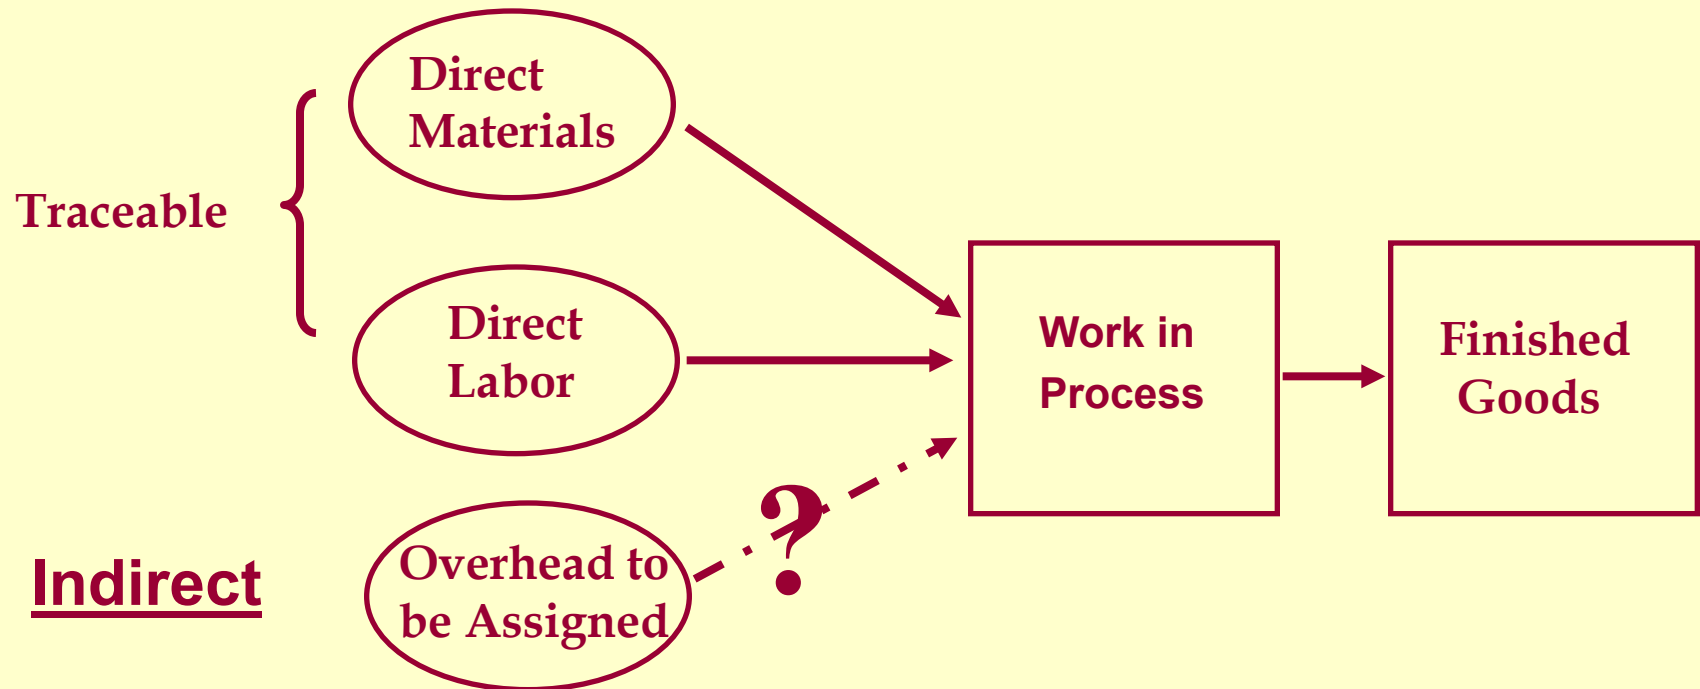 Direct
Materials
Traceable
Direct
Labor
Work in
Process
Finished
Goods
?
Indirect
Overhead to
be Assigned